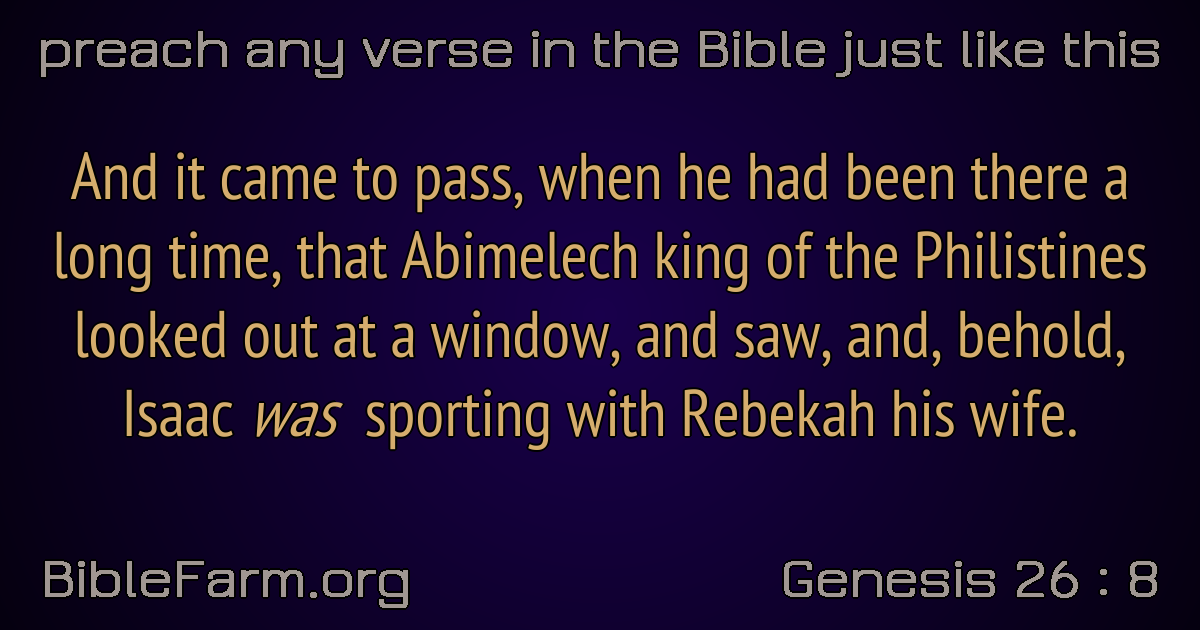 preach any verse in the Bible just like this
And it came to pass, when he had been there a
long time, that Abimelech king of the Philistines
looked out at a window, and saw, and, behold,
Isaac was sporting with Rebekah his wife.
BibleFarm.org
Genesis 26 : 8